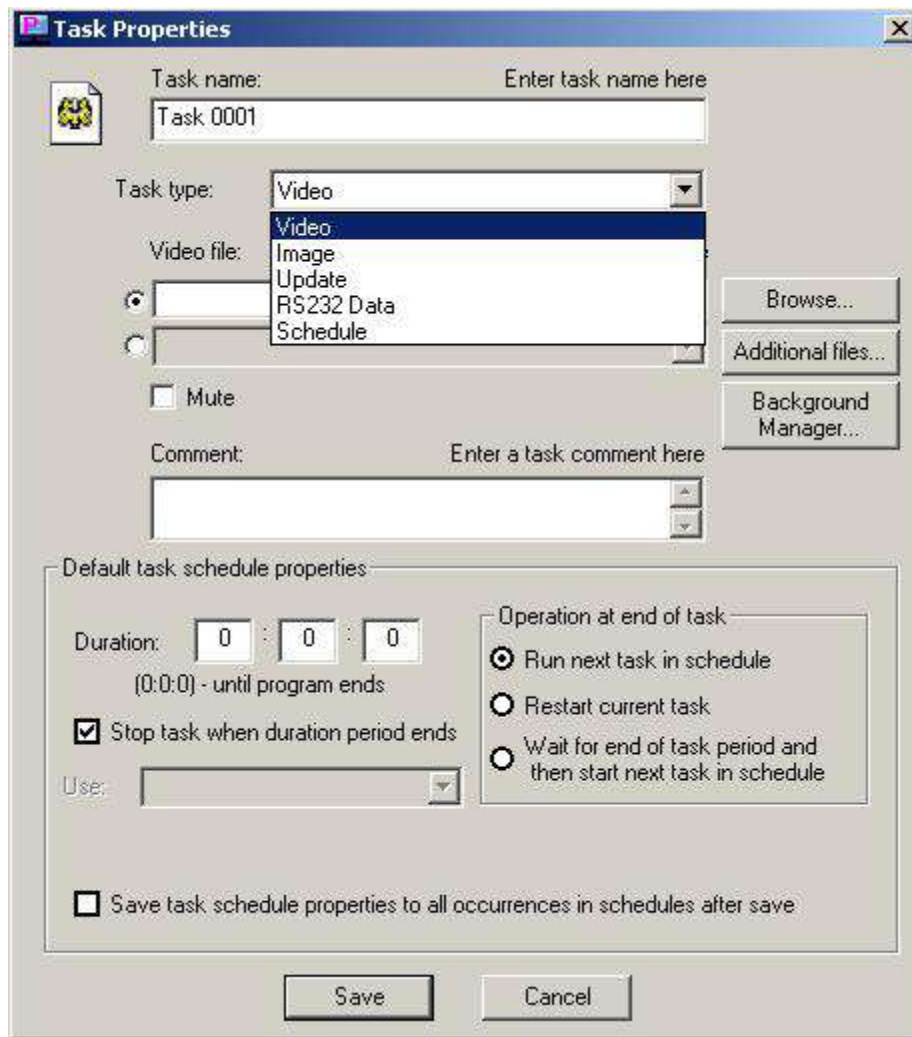 Task Properties
Task name: Enter task name here
Task 0001
Task type: Video
Video
Video file: Image
Update
RS232 Data
Browse...
Schedule
Additional files...
Mute
Background
Manager...
Comment: Enter a task comment here
Default task schedule properties
Duration: 0 : 0 : 0
(0:0:0) - until program ends
Stop task when duration period ends
Use:
Operation at end of task
Run next task in schedule
Restart current task
Wait for end of task period and
then start next task in schedule
Save task schedule properties to all occurrences in schedules after save
Save Cancel